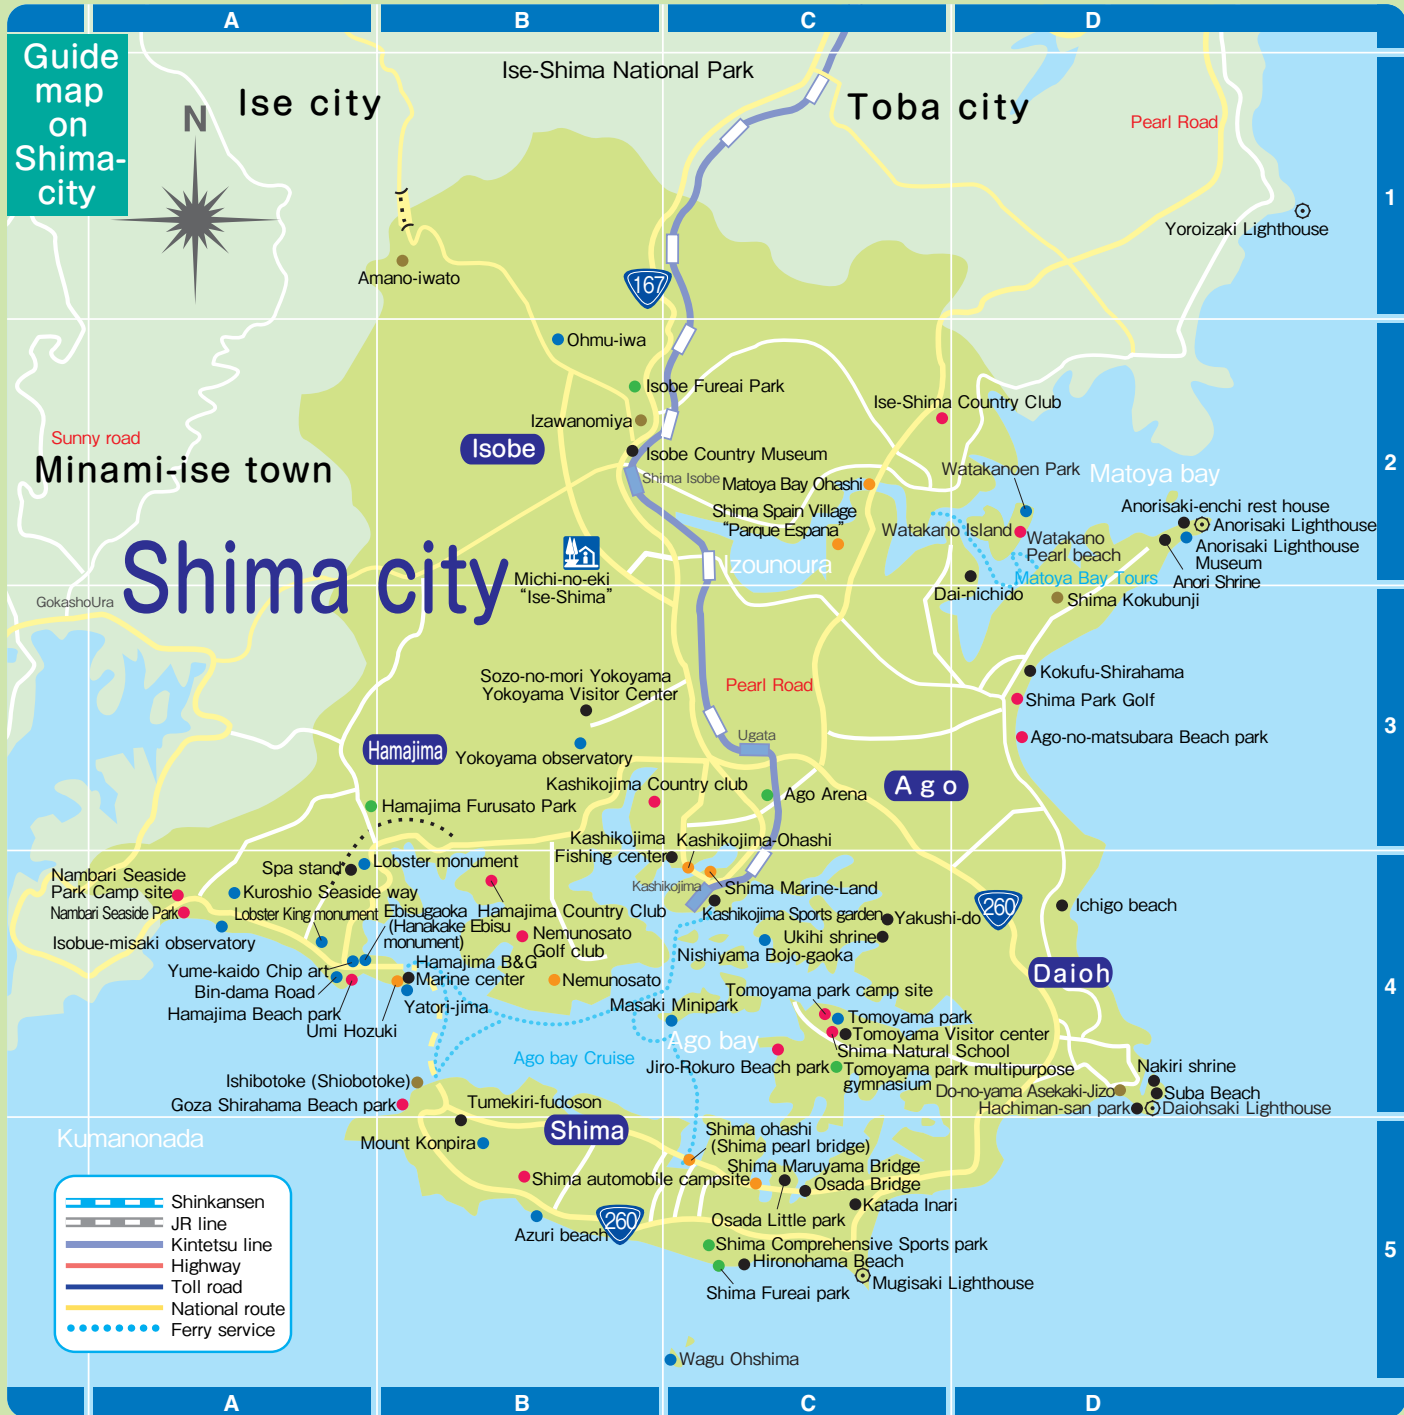 A
B
C
D
Guide
map
on
Shima-
city
Ise-Shima National Park
Ise city
Toba city
N
Pearl Road
1
Yoroizaki Lighthouse
Amano-iwato
167
Ohmu-iwa
Isobe Fureai Park
Ise-Shima Country Club
Izawanomiya
Sunny road
Isobe
Isobe Country Museum
Minami-ise town
2
Watakanoen Park
Matoya bay
Shima Isobe
Matoya Bay Ohashi
Anorisaki-enchi rest house
Shima Spain Village
“Parque Espana”
Watakano Island
Anorisaki Lighthouse
Watakano
Pearl beach
Anorisaki Lighthouse
Museum
Shima city
Izounoura
Matoya Bay Tours
Anori Shrine
Michi-no-eki
“Ise-Shima”
Dai-nichido
Shima Kokubunji
GokashoUra
Kokufu-Shirahama
Sozo-no-mori Yokoyama
Yokoyama Visitor Center
Pearl Road
Shima Park Golf
3
Ugata
Ago-no-matsubara Beach park
Hamajima
Yokoyama observatory
Kashikojima Country club
Ago
Ago Arena
Hamajima Furusato Park
Kashikojima
Fishing center
Kashikojima-Ohashi
Spa stand
Lobster monument
Nambari Seaside
Park Camp site
Kuroshio Seaside way
Kashikojima
Shima Marine-Land
Nambari Seaside Park
Lobster King monument
Ebisugaoka
(Hanakake Ebisu
monument)
Hamajima Country Club
Kashikojima Sports garden
Yakushi-do
260
Ichigo beach
Isobue-misaki observatory
Nemunosato
Golf club
Ukihi shrine
Nishiyama Bojo-gaoka
Yume-kaido Chip art
Hamajima B&G
Marine center
Nemunosato
Daioh
Bin-dama Road
Tomoyama park camp site
4
Hamajima Beach park
Yatori-jima
Masaki Minipark
Tomoyama park
Umi Hozuki
Ago bay
Tomoyama Visitor center
Shima Natural School
Ago bay Cruise
Jiro-Rokuro Beach park
Tomoyama park multipurpose
gymnasium
Nakiri shrine
Ishibotoke (Shiobotoke)
Do-no-yama Asekaki-Jizo
Suba Beach
Goza Shirahama Beach park
Tumekiri-fudoson
Hachiman-san park
Daiohsaki Lighthouse
Kumanonada
Mount Konpira
Shima
Shima ohashi
(Shima pearl bridge)
Shima Maruyama Bridge
Shima automobile campsite
Osada Bridge
Shinkansen
Katada Inari
JR line
260
Osada Little park
Azuri beach
Kintetsu line
Shima Comprehensive Sports park
5
Highway
Hironohama Beach
Toll road
Shima Fureai park
Mugisaki Lighthouse
National route
Ferry service
Wagu Ohshima
A
B
C
D